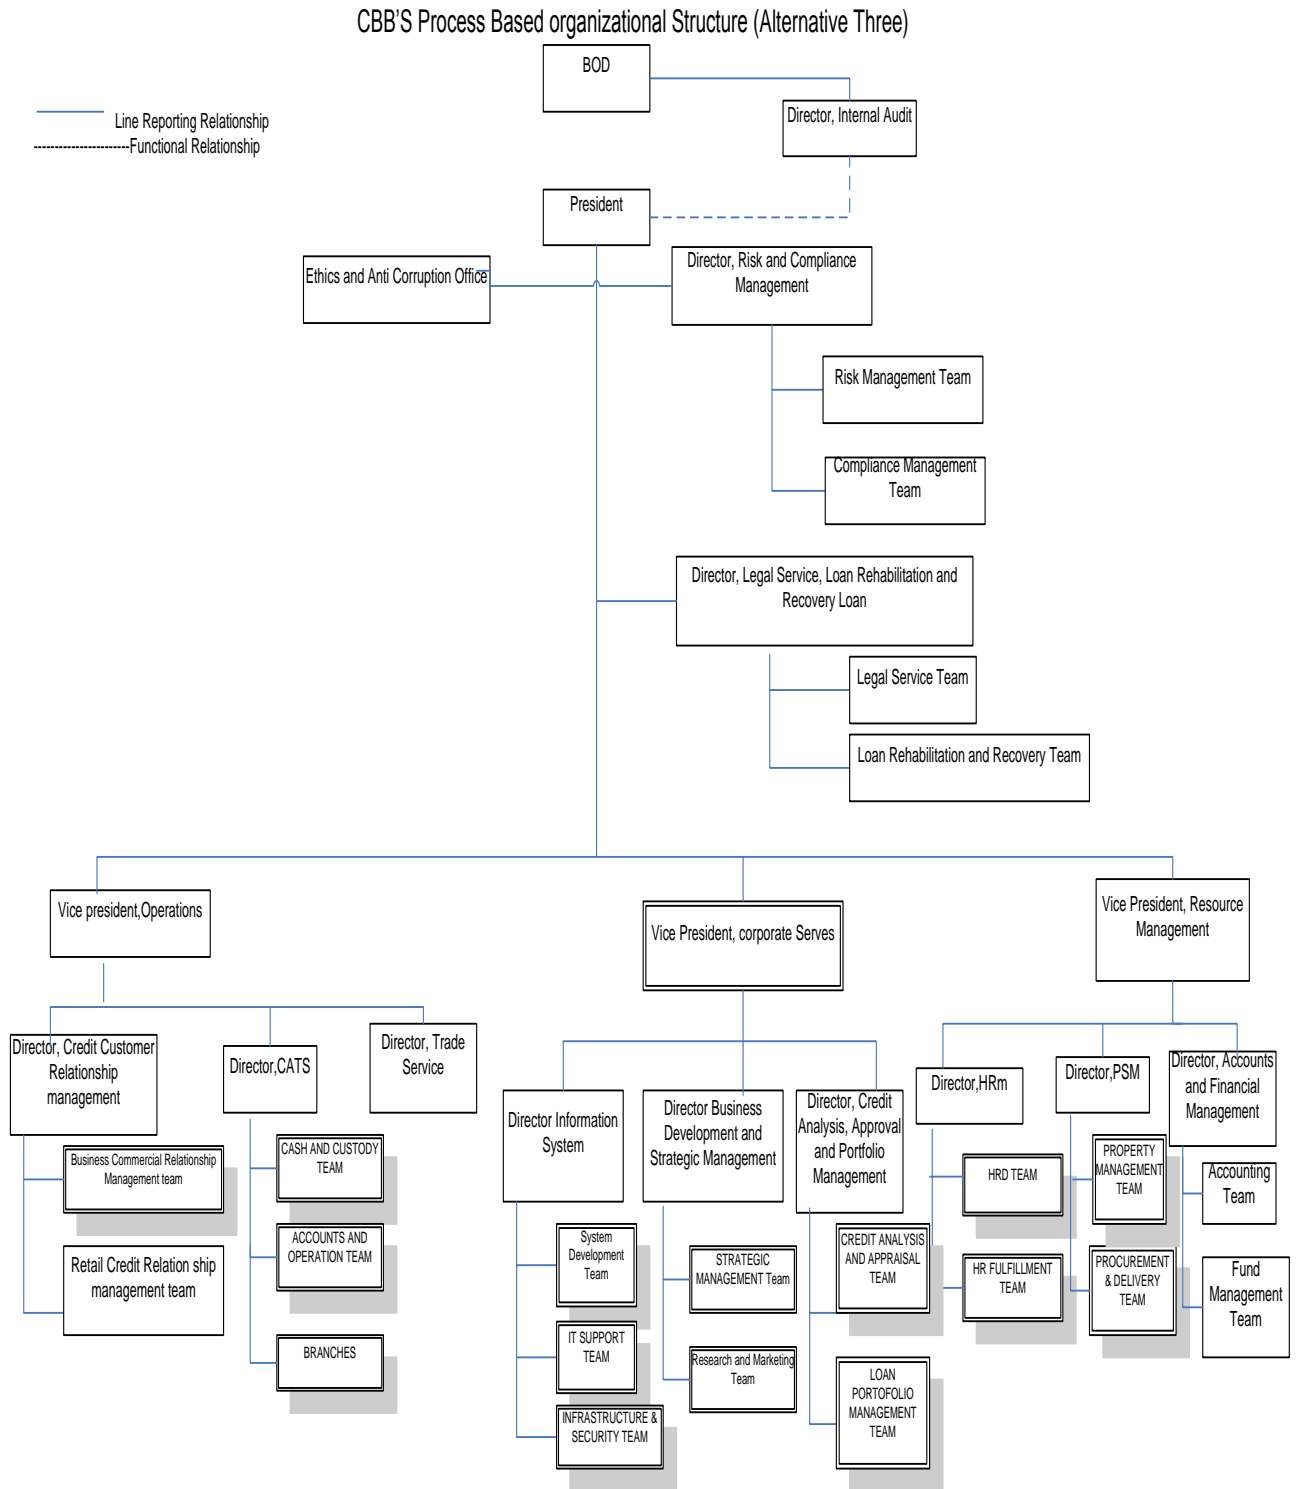 CBB'S Process Based organizational Structure (Alternative Three)
BOD
Director, Internal Audit
Line Reporting Relationship
Functional Relationship
President
Ethics and Anti Corruption Office
Director, Risk and Compliance
Management
Risk Management Team
Compliance Management
Team
Director, Legal Service, Loan Rehabilitation and
Recovery Loan
Legal Service Team
Loan Rehabilitation and Recovery Team
Vice president,Operations
Vice President, corporate Serves
Vice President, Resource
Management
Director, Credit Customer
Relationship
management
Director,CATS
Director, Trade
Service
Business Commercial Relationship
Management team
Retail Credit Relation ship
management team
CASH AND CUSTODY
TEAM
ACCOUNTS AND
OPERATION TEAM
BRANCHES
Director Information
System
Director Business
Development and
Strategic Management
Director, Credit
Analysis, Approval
and Portfolio
Management
System
Development
Team
IT SUPPORT
TEAM
INFRASTRUCTURE &
SECURITY TEAM
STRATEGIC
MANAGEMENT Team
Research and Marketing
Team
CREDIT ANALYSIS
AND APPRAISAL
TEAM
LOAN
PORTOFOLIO
MANAGEMENT
TEAM
Director,HRm
Director,PSM
Director, Accounts
and Financial
Management
HRD TEAM
HR FULFILLMENT
TEAM
PROPERTY
MANAGEMENT
TEAM
PROCUREMENT
& DELIVERY
TEAM
Accounting
Team
Fund
Management
Team